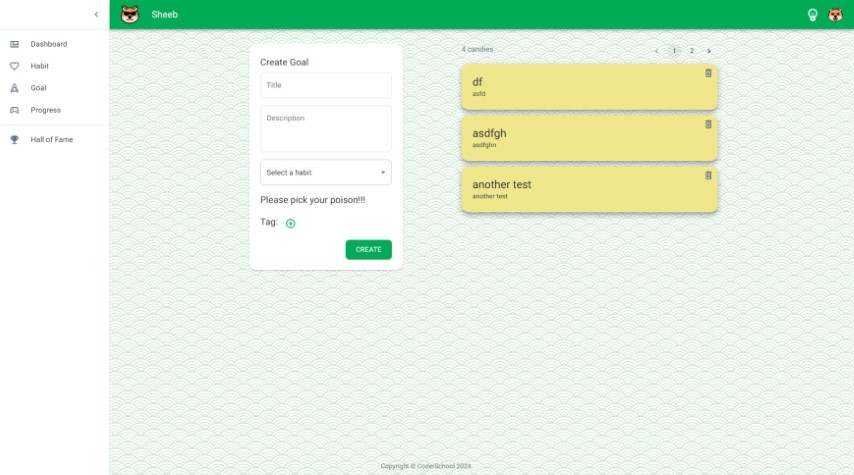 Sheeb
Dashboard
Habit
Goal
Progress
Hall of Fame
Create Goal
Title
Description
Select a habit
Please pick your poison!!!
Tag:
CREATE
4 candies
1 2
df
asfd
asdfgh
asdfghn
another test
another test
Copyright © CoderSchool 2024.